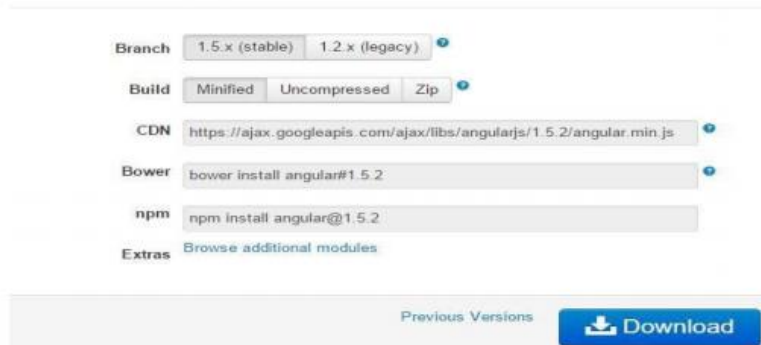 Branch 1.5.x (stable) 1.2.x (legacy)
Build Minified Uncompressed Zip
CDN https://ajax.googleapis.com/ajax/libs/angularjs/1.5.2/angular.min.js
Bower bower install angular#1.5.2
npm npm install angular@1.5.2
Extras Browse additional modules
Previous Versions Download